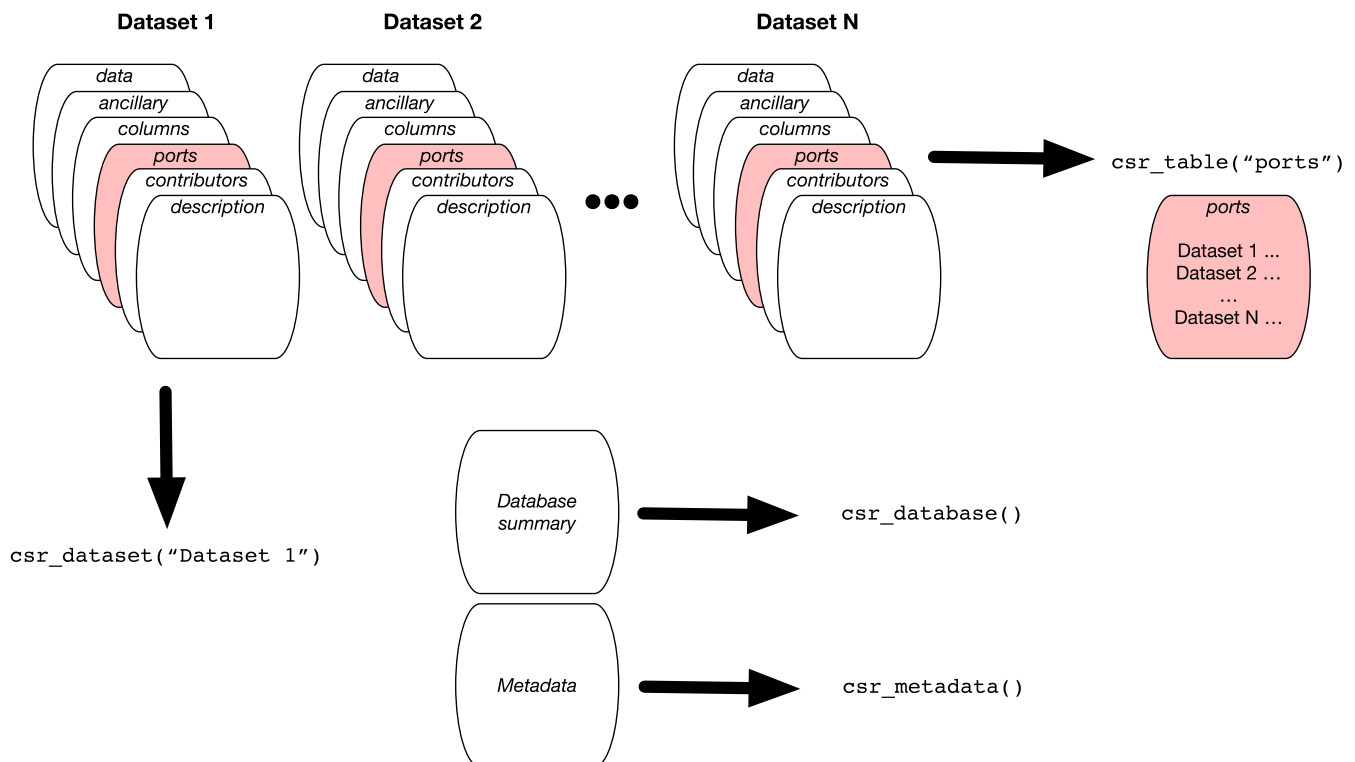 Dataset 1
Dataset 2
Dataset N
data
ancillary
columns
ports
contributors
description
data
ancillary
columns
ports
contributors
description
data
ancillary
columns
ports
contributors
description
csr_table(“ports”)
ports
Dataset 1 ...
Dataset 2 …
…
Dataset N …
csr_dataset(“Dataset 1”)
Database
summary
csr_database()
Metadata
csr_metadata()